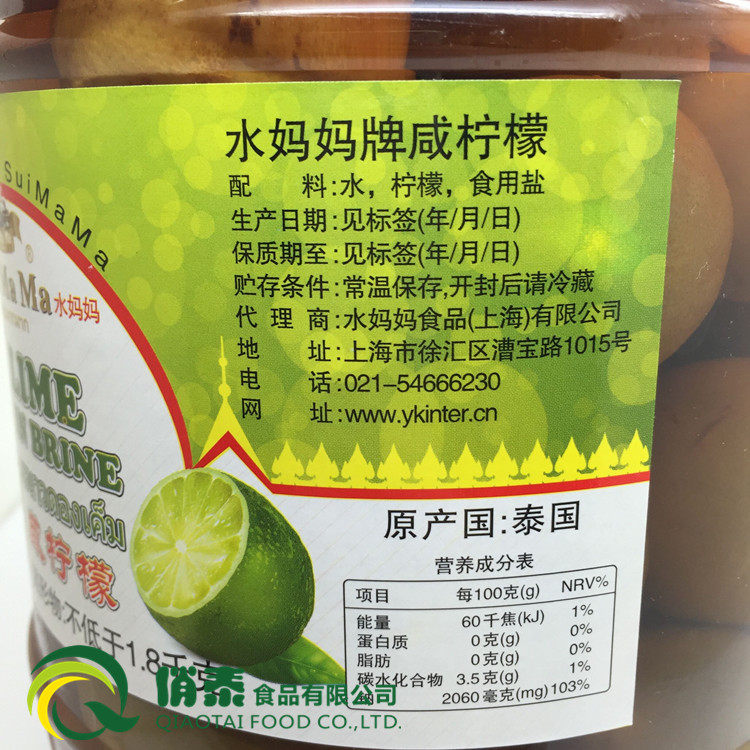 水妈妈牌咸柠檬
配 料:水，柠檬，食用盐
生产日期:见标签(年/月/日)
保质期至:见标签(年/月/日)
贮存条件:常温保存,开封后请冷藏
代 理 商:水妈妈食品(上海)有限公司
地 址:上海市徐汇区漕宝路1015号
电 话:021-54666230
网 址:www.ykinter.cn
SuiMaMa
®
MaMa水妈妈
LIME
BRINE
柠檬
不低于1.8千克
原产国:泰国
营养成分表
项目 每100克(g) NRV%
能量 60千焦(kJ) 1%
蛋白质 0克(g) 0%
脂肪 0克(g) 0%
碳水化合物 3.5克(g) 1%
钠 2060毫克(mg) 103%
俏泰食品有限公司
QIAOTAI FOOD CO.,LTD.